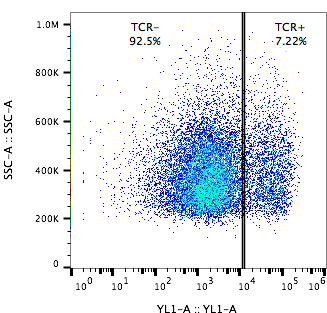 1.0M
TCR-
92.5%
TCR+
7.22%
800K
600K
400K
200K
0
SSC-A :: SSC-A
10^0 10^1 10^2 10^3 10^4 10^5 10^6
YL1-A :: YL1-A